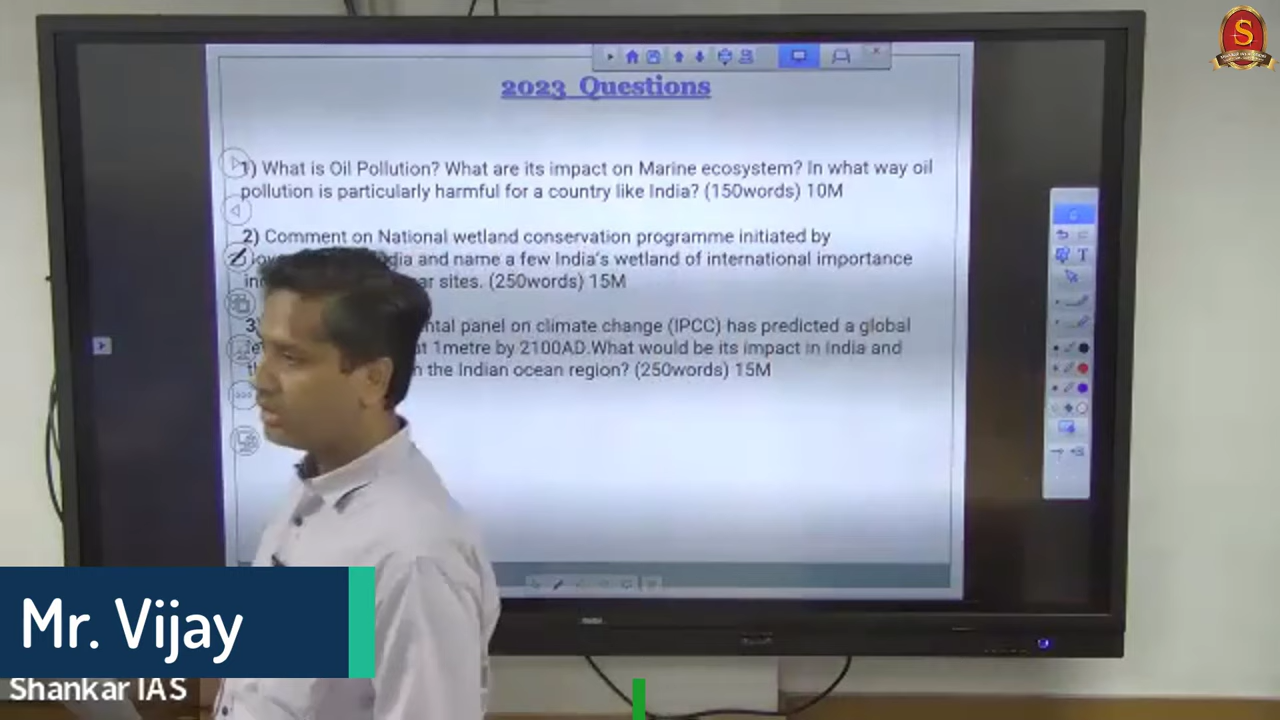 S
2023 Questions
1) What is Oil Pollution? What are its impact on Marine ecosystem? In what way oil
pollution is particularly harmful for a country like India? (150words) 10M
2) Comment on National wetland conservation programme initiated by
and name a few India's wetland of international importance
sites. (250words) 15M
3 panel on climate change (IPCC) has predicted a global
1metre by 2100AD.What would be its impact in India and
the Indian ocean region? (250words) 15M
T
Mr. Vijay
Shankar IAS